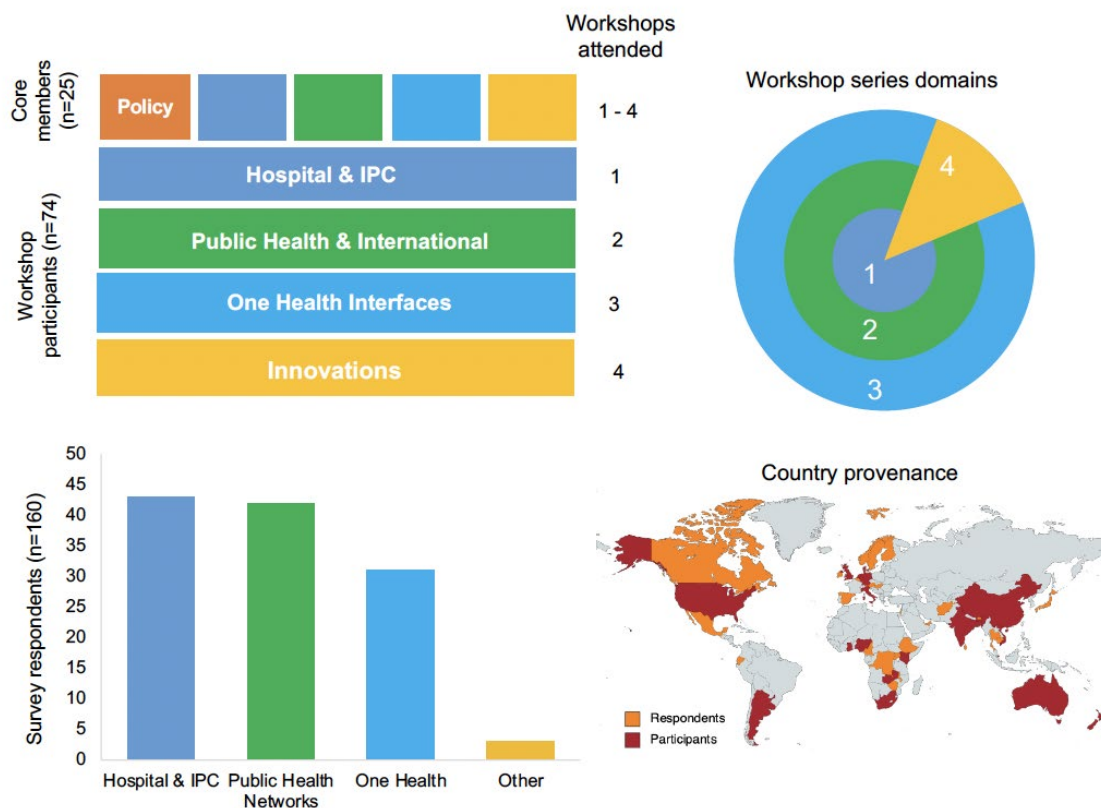 Workshops
attended
Core
members
(n=25)
Policy
1 - 4
Workshop
participants (n=74)
Hospital & IPC
1
Public Health & International
2
One Health Interfaces
3
Innovations
4
Workshop series domains
4
1
2
3
Survey respondents (n=160)
50
45
40
35
30
25
20
15
10
5
0
Hospital & IPC
Public Health
Networks
One Health
Other
Country provenance
Respondents
Participants